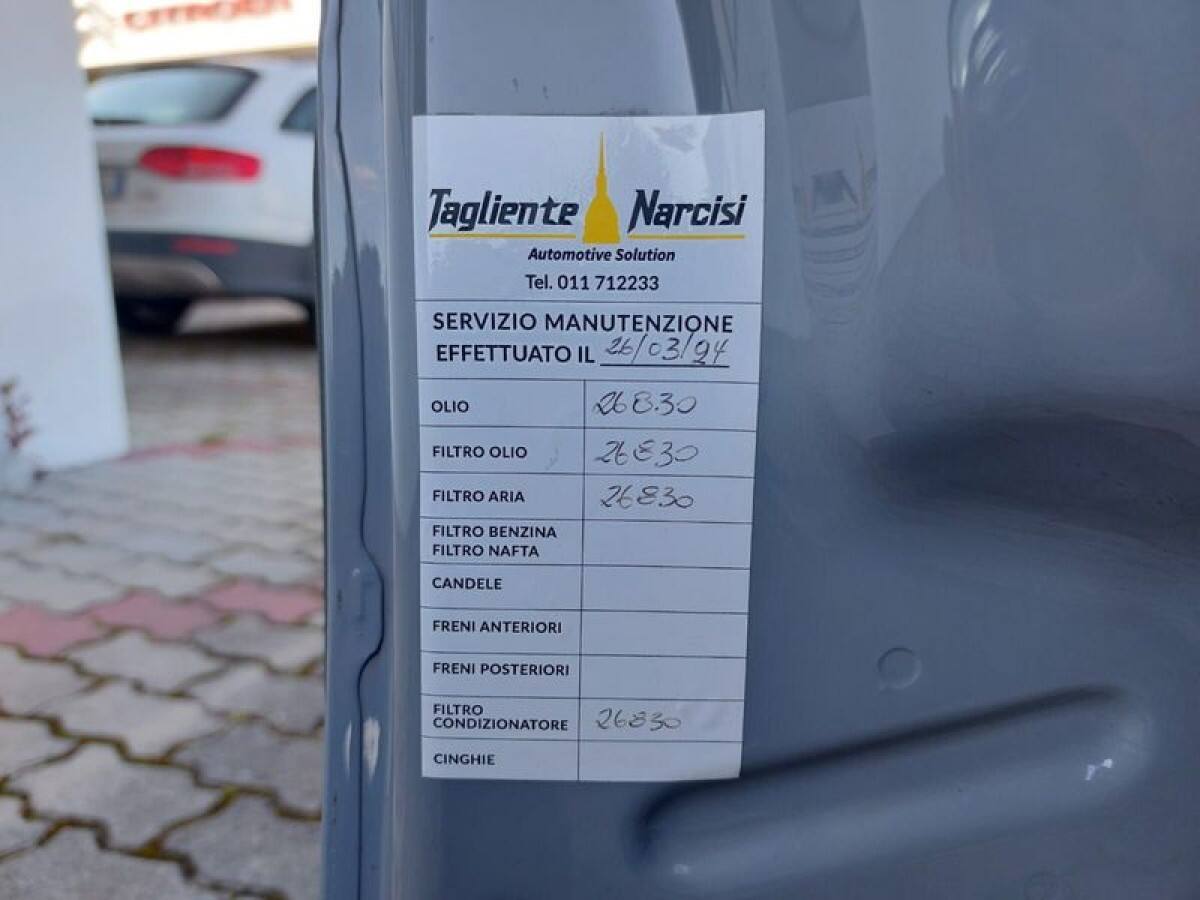 CITROËN
Tagliente Narcisi
Automotive Solution
Tel. 011 712233
SERVIZIO MANUTENZIONE
EFFETTUATO IL 26/03/24
OLIO 26830
FILTRO OLIO 26830
FILTRO ARIA 26830
FILTRO BENZINA
FILTRO NAFTA
CANDELE
FRENI ANTERIORI
FRENI POSTERIORI
FILTRO
CONDIZIONATORE 26830
CINGHIE